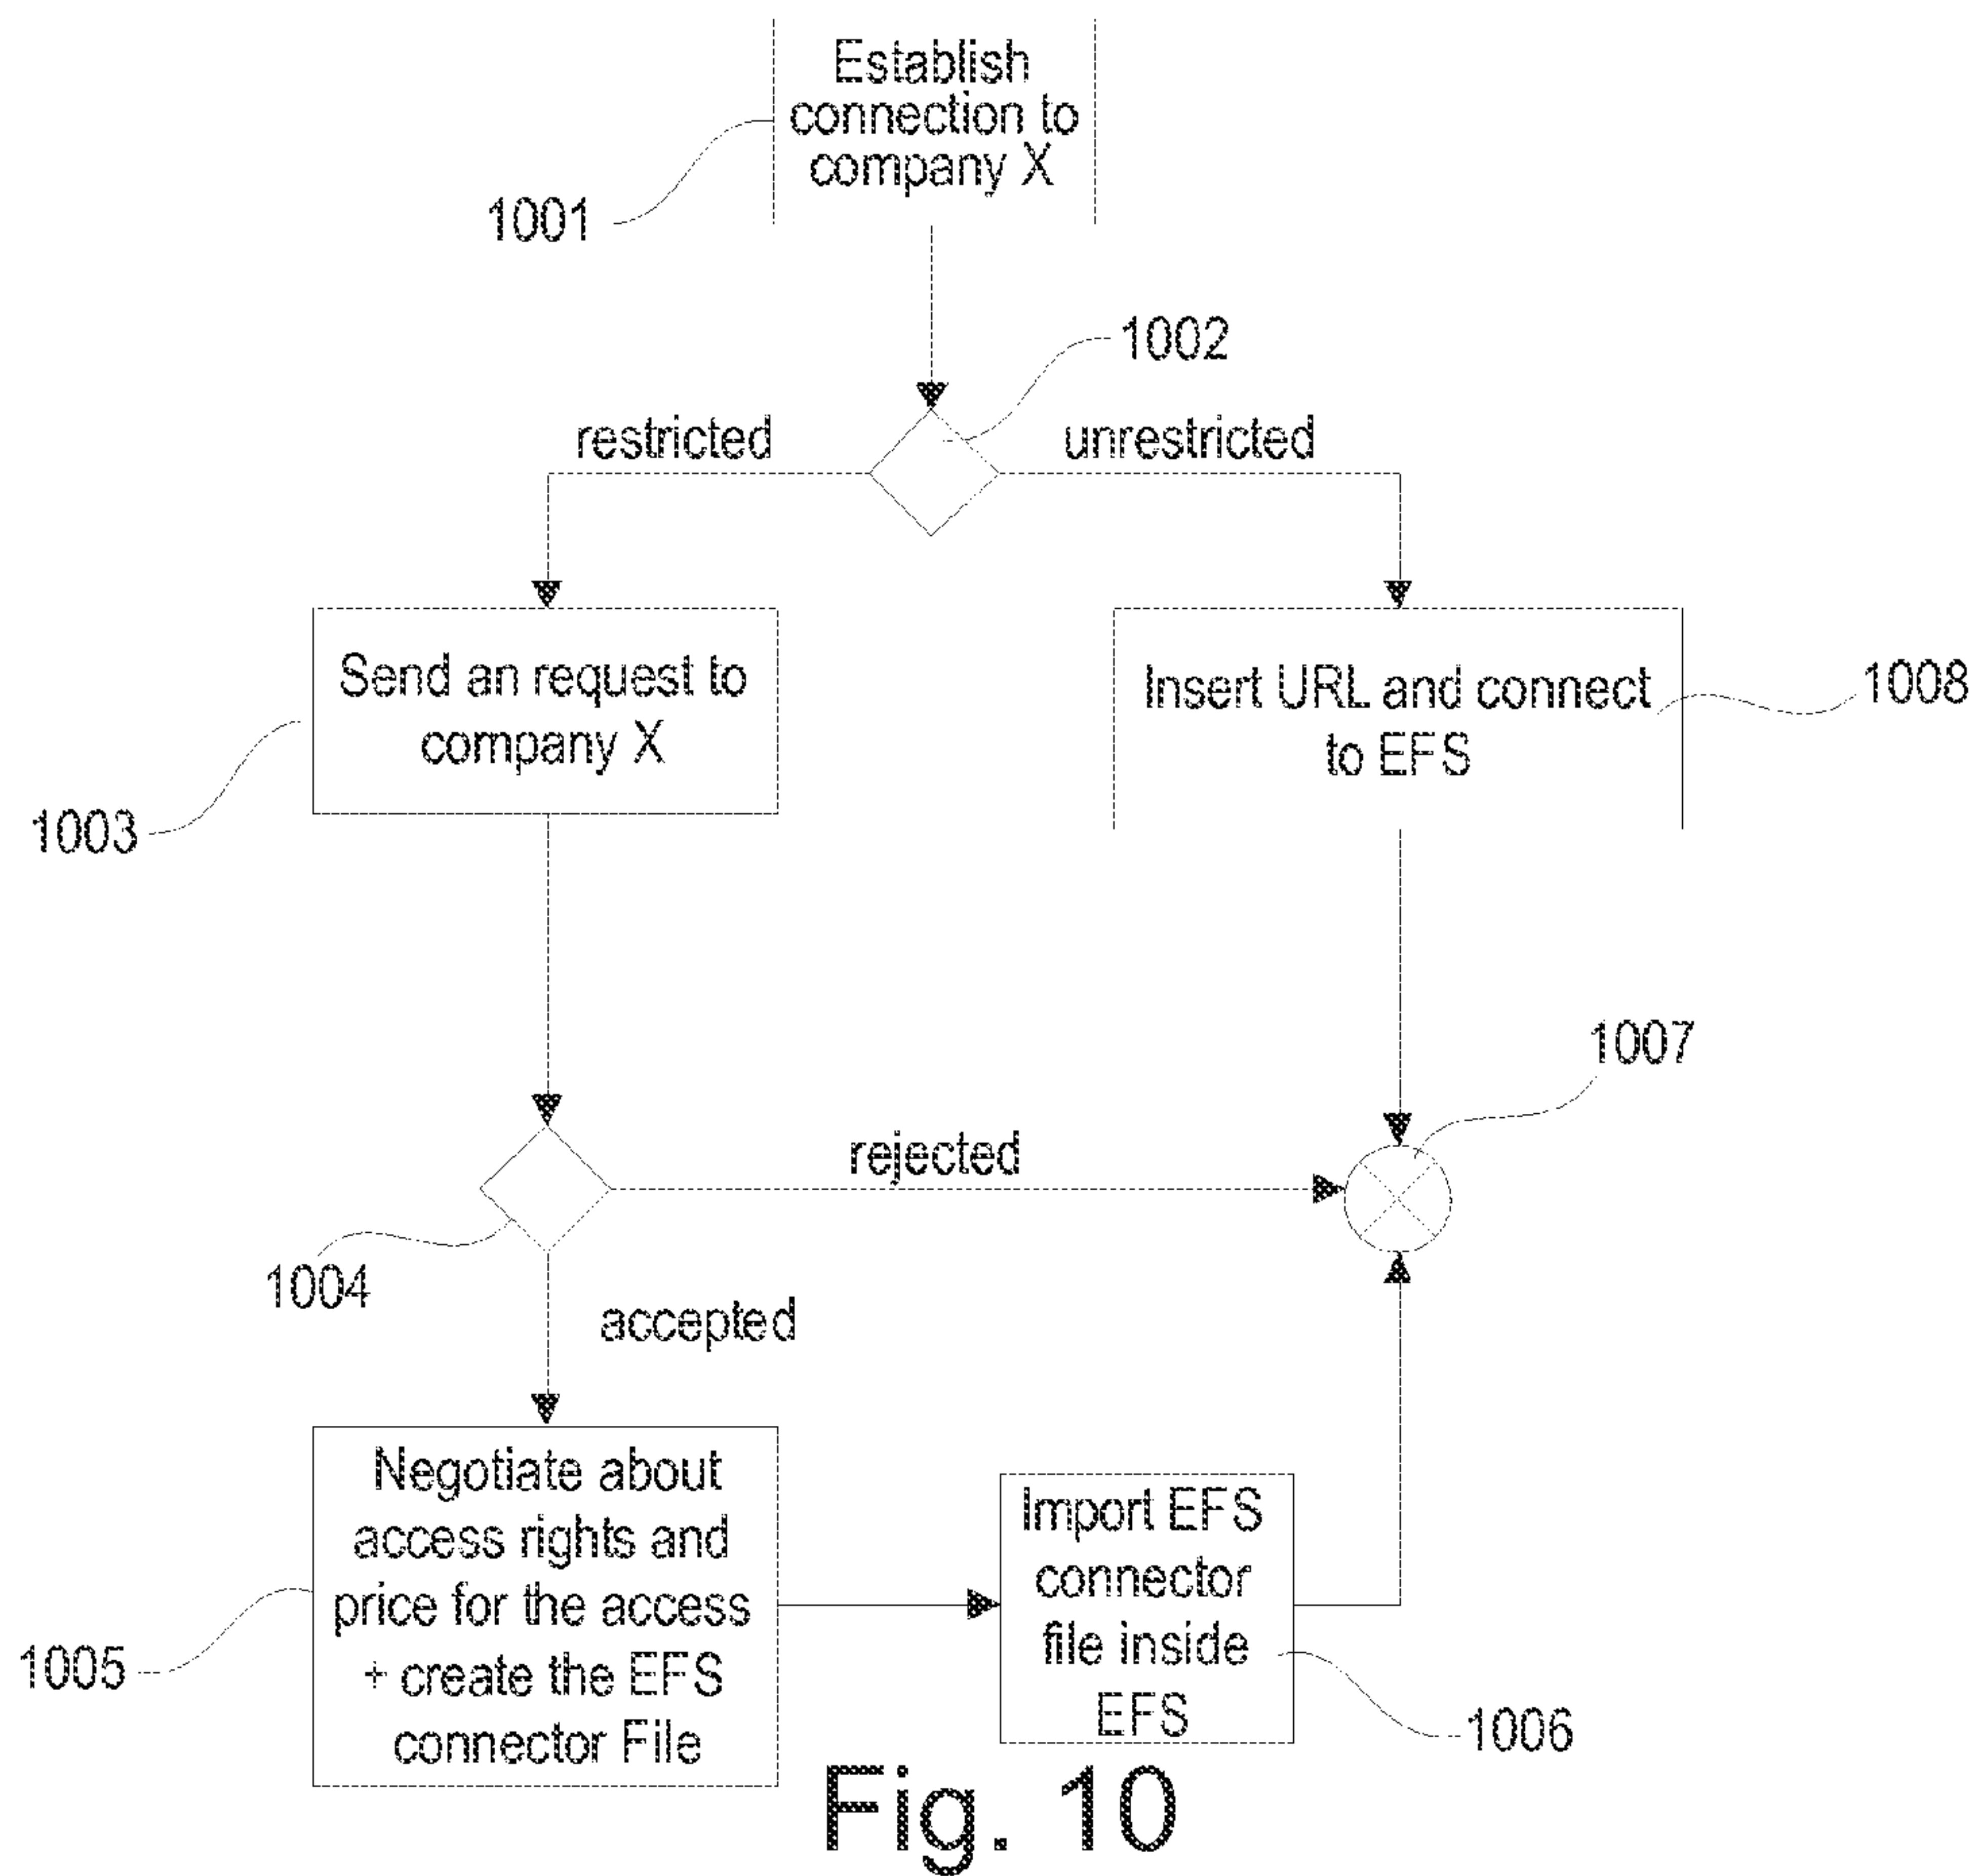 Establish
connection to
company X
1001
1002
restricted
unrestricted
Send an request to
company X
1003
Insert URL and connect
to EFS
1008
1007
rejected
1004
accepted
Negotiate about
access rights and
price for the access
+ create the EFS
connector File
1005
Import EFS
connector
file inside
EFS
1006
Fig. 10